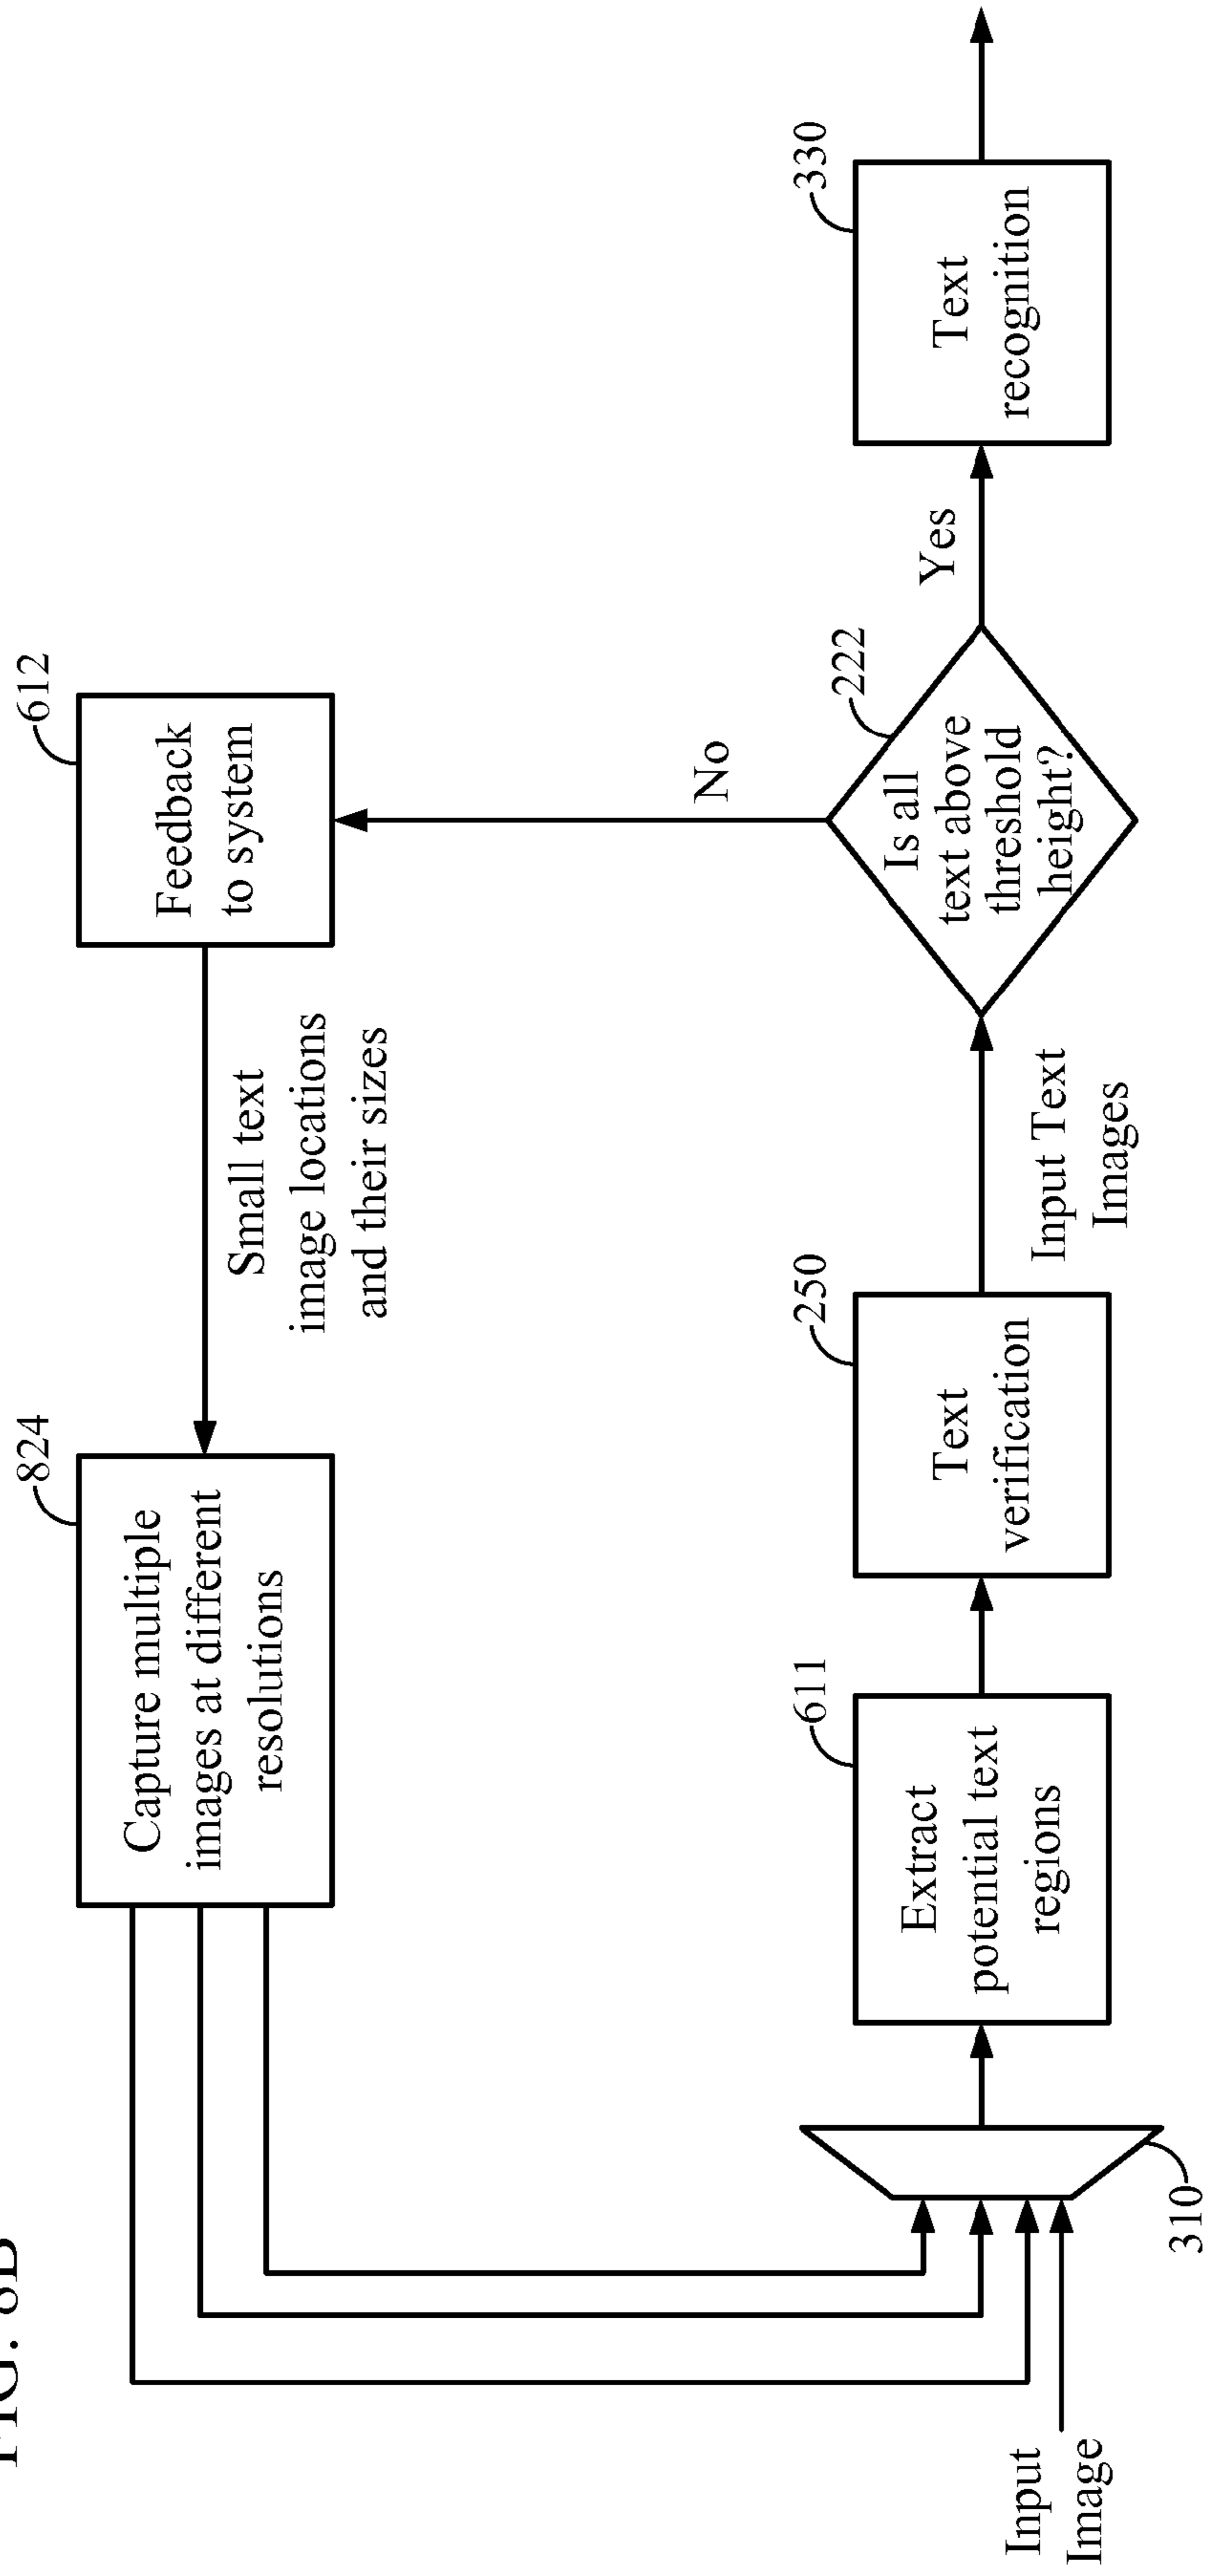 FIG. 8B
824
Capture multiple
images at different
resolutions
Small text
image locations
and their sizes
612
Feedback
to system
No
Input
Image
310
611
Extract
potential text
regions
250
Text
verification
Input Text
Images
222
Is all
text above
threshold
height?
Yes
330
Text
recognition